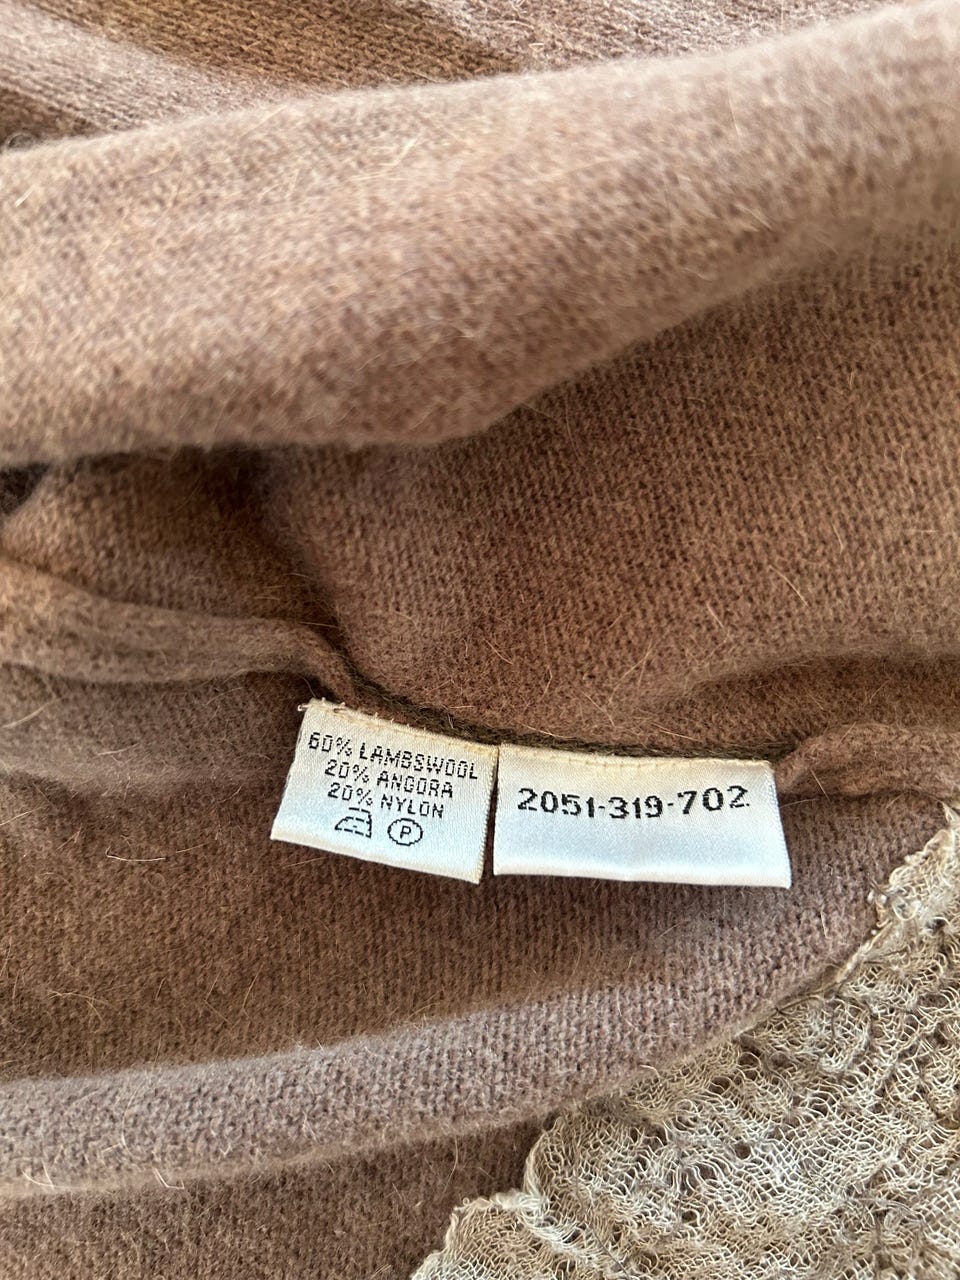 60% LAMBSWOOL
20% ANGORA
20% NYLON
P
2051-319-702